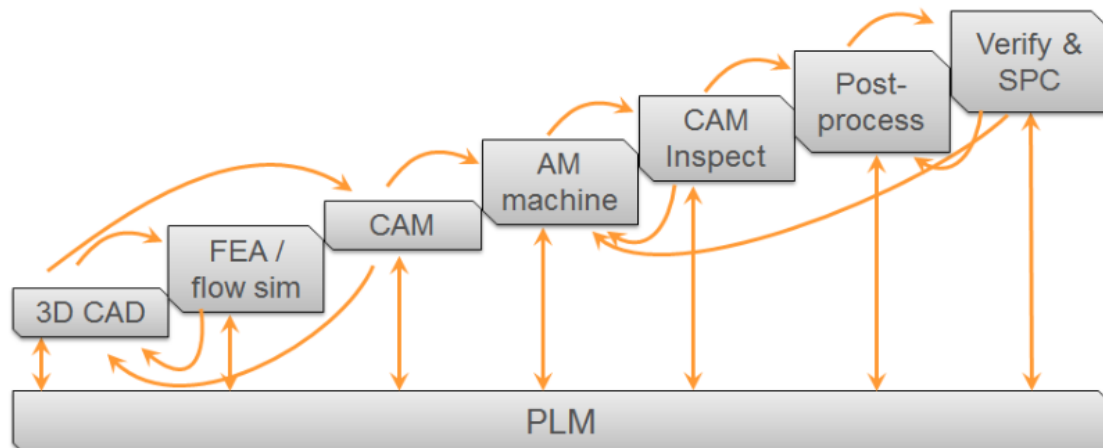 3D CAD
FEA /
flow sim
CAM
AM
machine
CAM
Inspect
Post-
process
Verify &
SPC
PLM